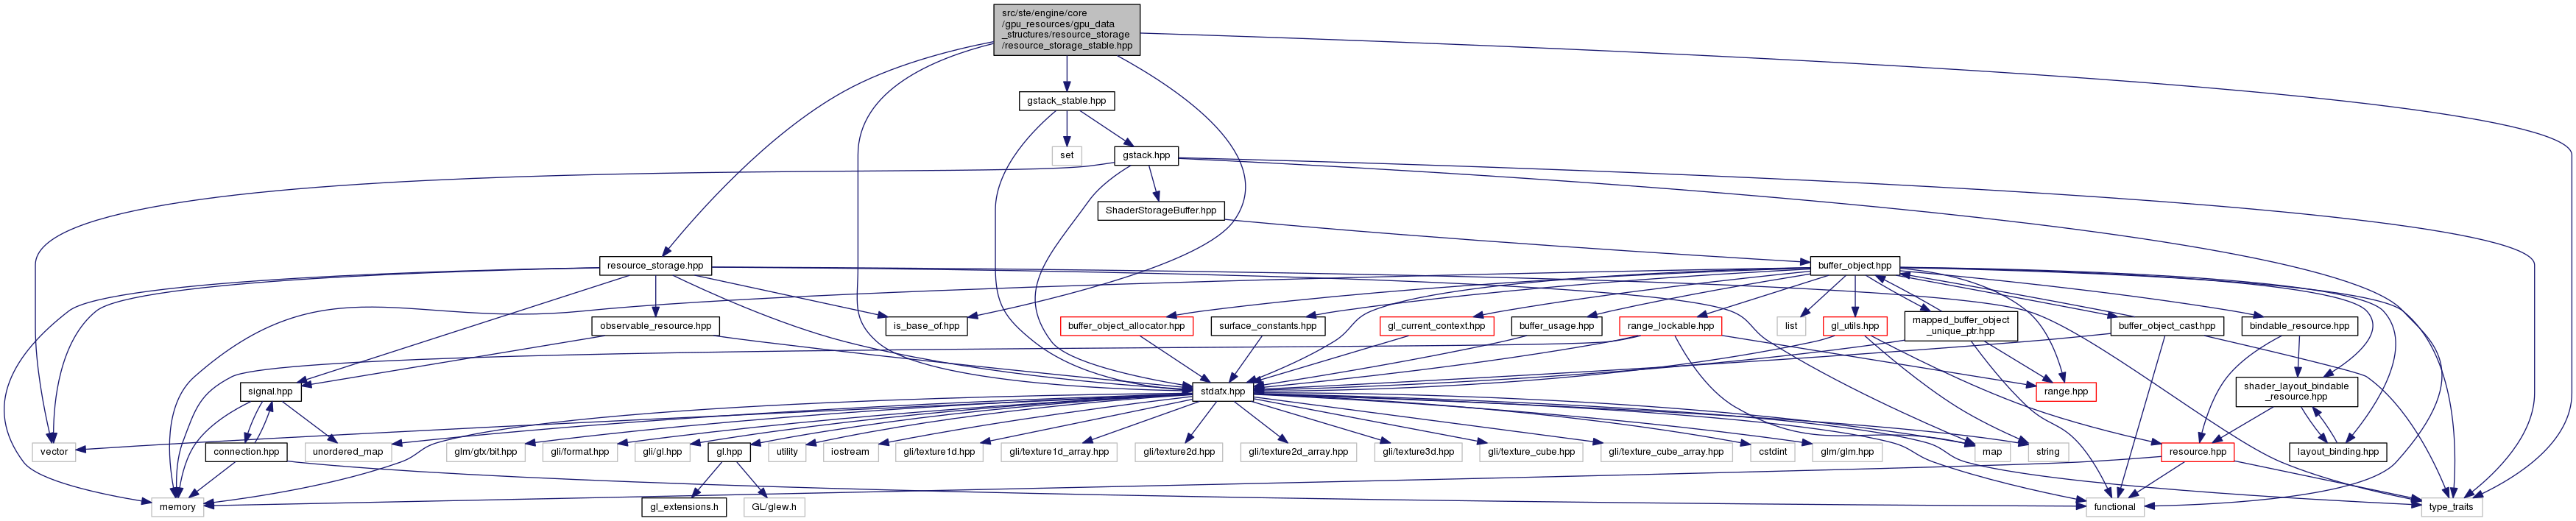 src/ste/engine/core
/gpu_resources/gpu_data
_structures/resource_storage
/resource_storage_stable.hpp
gstack_stable.hpp
set
gstack.hpp
ShaderStorageBuffer.hpp
resource_storage.hpp
buffer_object.hpp
observable_resource.hpp
is_base_of.hpp
buffer_object_allocator.hpp
surface_constants.hpp
gl_current_context.hpp
buffer_usage.hpp
range_lockable.hpp
list
gl_utils.hpp
mapped_buffer_object
_unique_ptr.hpp
buffer_object_cast.hpp
bindable_resource.hpp
signal.hpp
stdafx.hpp
range.hpp
shader_layout_bindable
_resource.hpp
vector
connection.hpp
unordered_map
glm/gtx/bit.hpp
gli/format.hpp
gli/gl.hpp
gl.hpp
utility
iostream
gli/texture1d.hpp
gli/texture1d_array.hpp
gli/texture2d.hpp
gli/texture2d_array.hpp
gli/texture3d.hpp
gli/texture_cube.hpp
gli/texture_cube_array.hpp
cstdint
glm/glm.hpp
map
string
resource.hpp
layout_binding.hpp
memory
gl_extensions.h
GL/glew.h
functional
type_traits